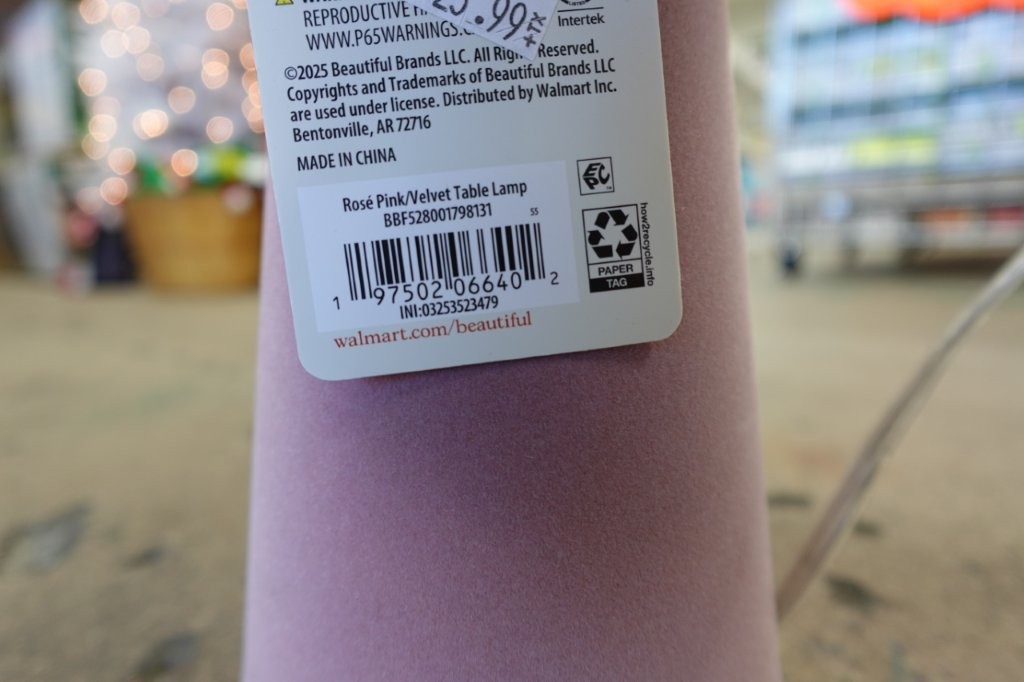 REPRODUCTIVE
.99
+TX
Intertek
WWW.P65WARNINGS.
©2025 Beautiful Brands LLC. All Rights Reserved.
Copyrights and Trademarks of Beautiful Brands LLC
are used under license. Distributed by Walmart Inc.
Bentonville, AR 72716
MADE IN CHINA
Rosé Pink/Velvet Table Lamp
BBF528001798131
55
1 97502 06640 2
INI:03253523479
walmart.com/beautiful
EPC
PAPER
TAG
how2recycle.info